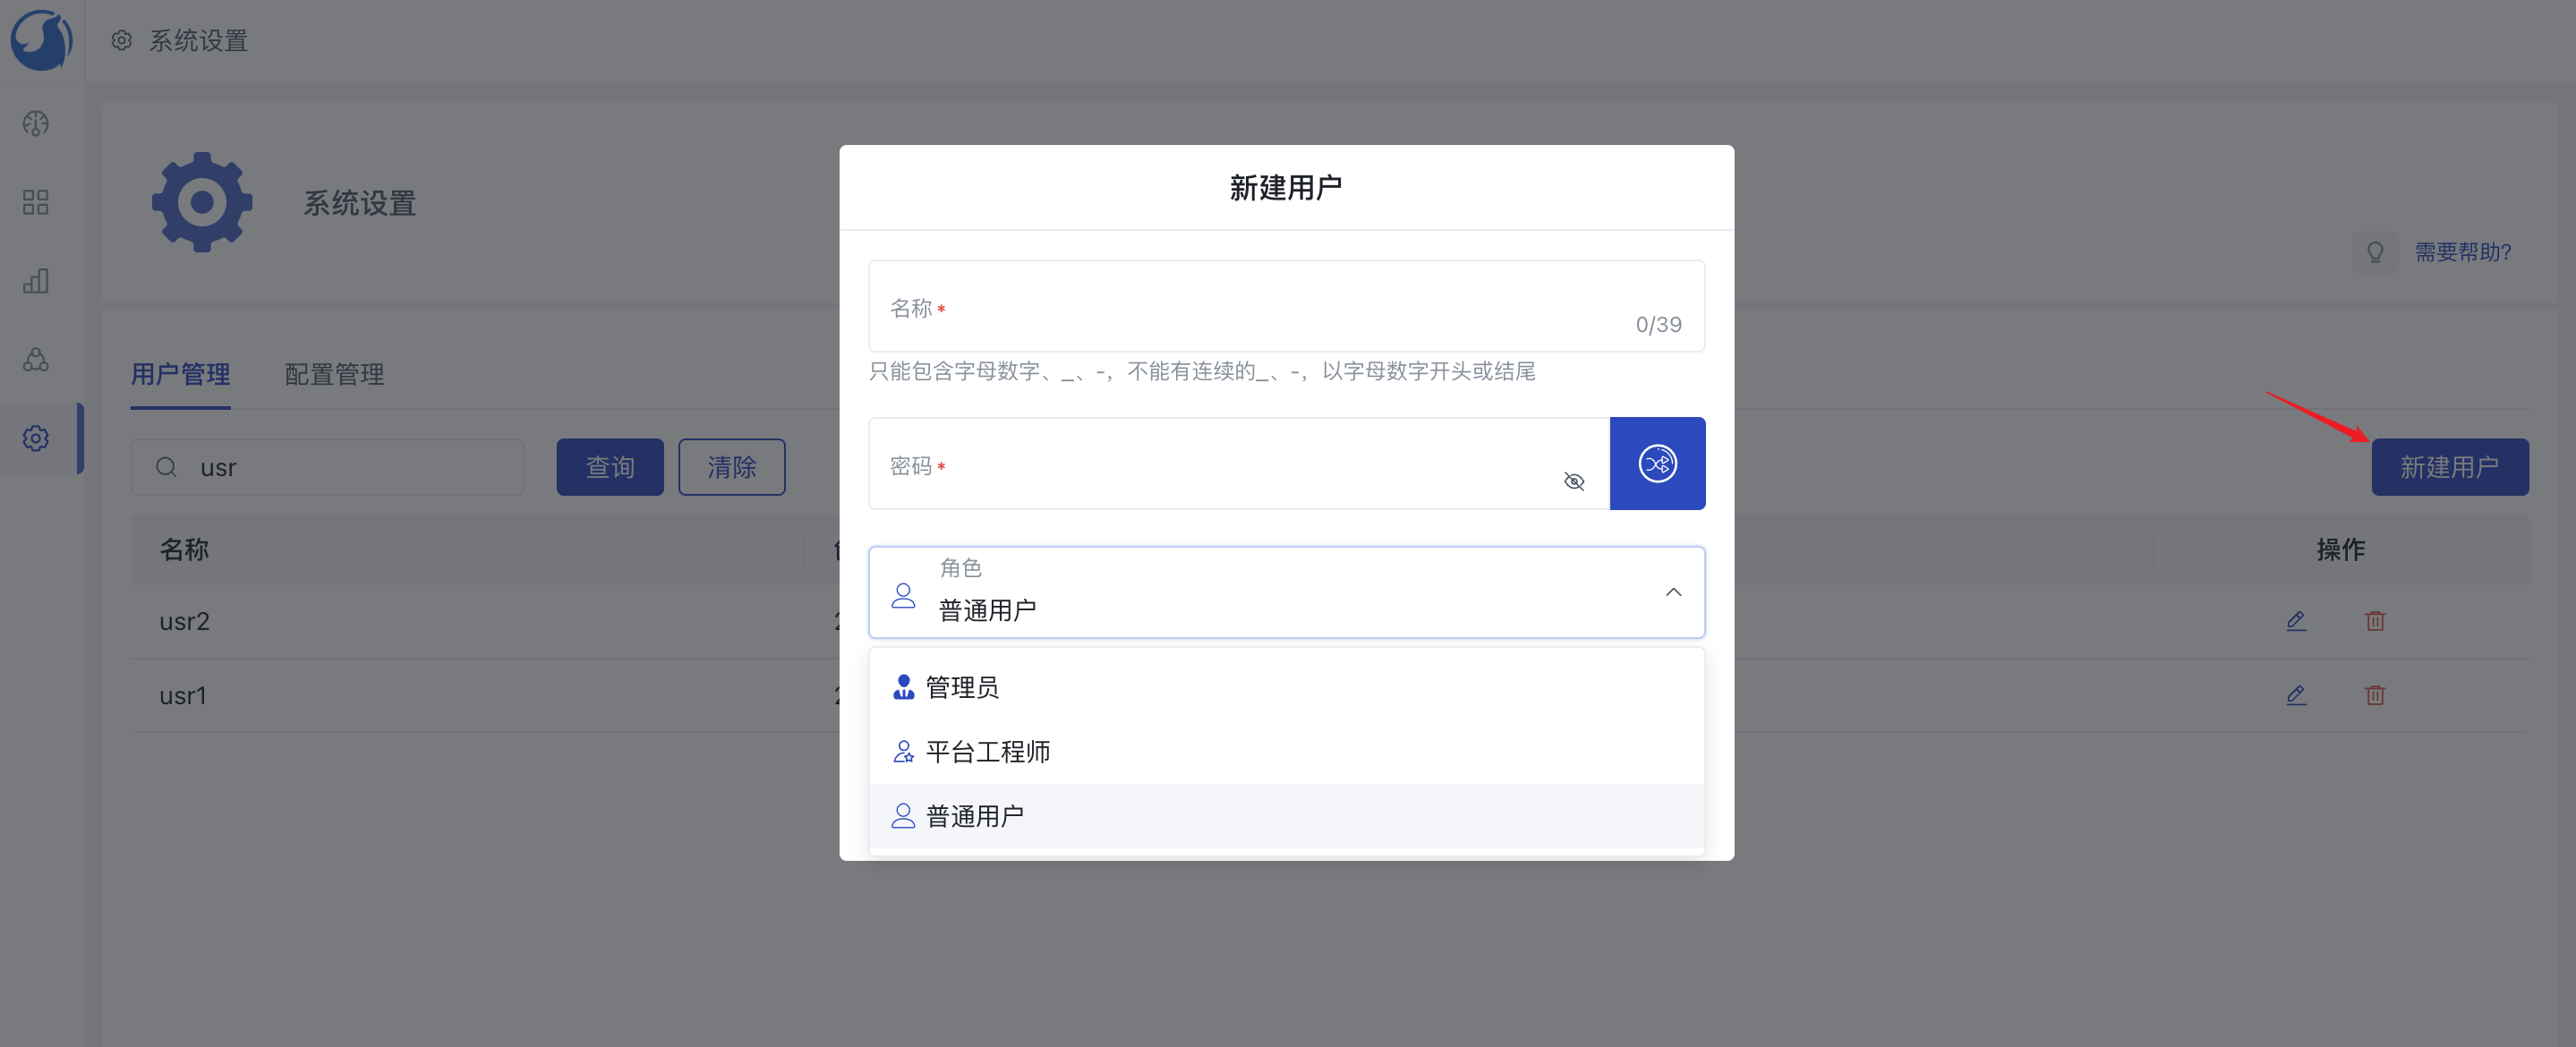 系统设置
系统设置
需要帮助?
用户管理
配置管理
usr
查询
清除
新建用户
名称
操作
usr2
usr1
新建用户
名称 *
0/39
只能包含字母数字、_、-，不能有连续的_、-，以字母数字开头或结尾
密码 *
角色
普通用户
管理员
平台工程师
普通用户